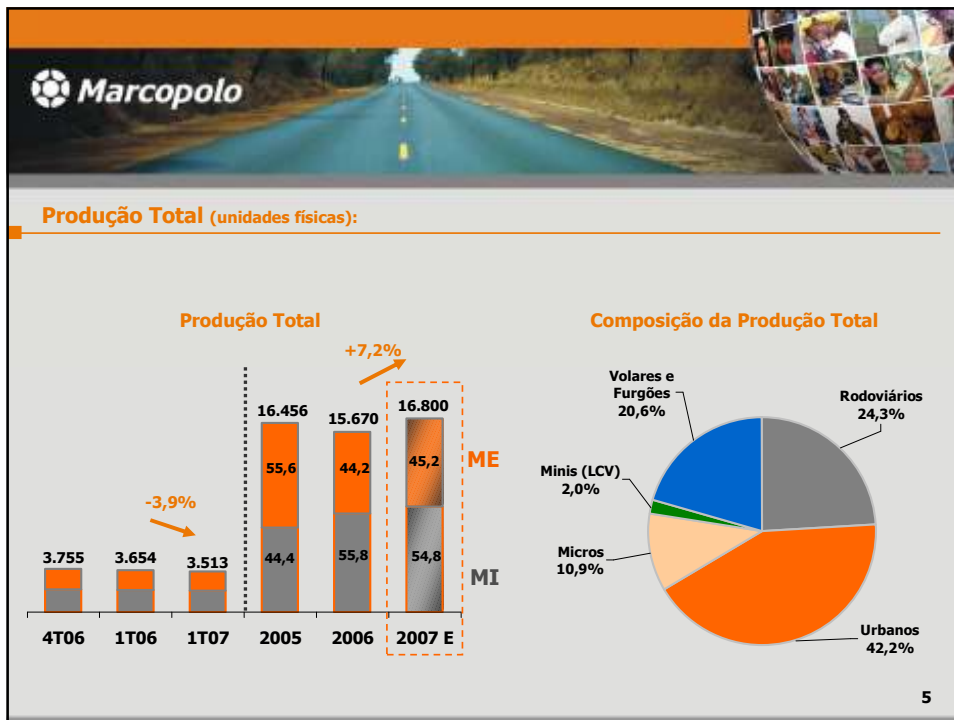 Marcopolo
Produção Total (unidades físicas):
Produção Total
+7,2%
16.456
15.670
16.800
55,6
44,2
45,2
ME
-3,9%
3.755
3.654
3.513
44,4
55,8
54,8
MI
4T06 1T06 1T07 2005 2006 2007 E
Composição da Produção Total
Volares e
Furgões
20,6%
Rodoviários
24,3%
Minis (LCV)
2,0%
Micros
10,9%
Urbanos
42,2%
5